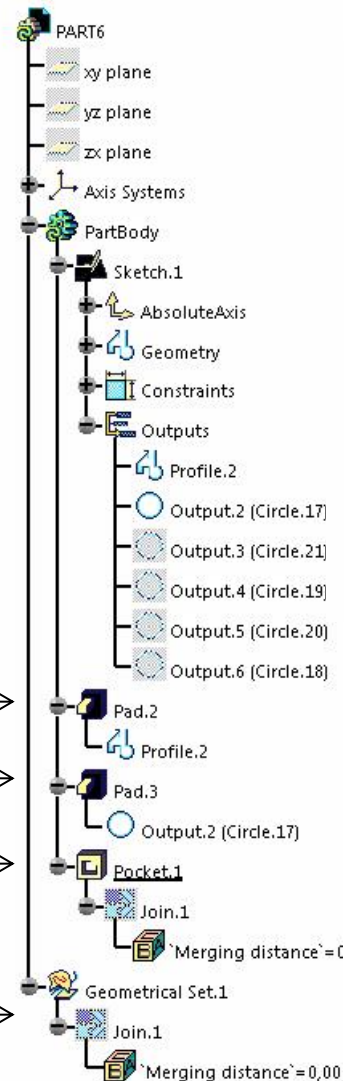 PART6
xy plane
yz plane
zx plane
Axis Systems
PartBody
Sketch.1
AbsoluteAxis
Geometry
Constraints
Outputs
Profile.2
Output.2 (Circle.17)
Output.3 (Circle.21)
Output.4 (Circle.19)
Output.5 (Circle.20)
Output.6 (Circle.18)
Pad.2
Profile.2
Pad.3
Output.2 (Circle.17)
Pocket.1
Join.1
`Merging distance`=0
Geometrical Set.1
Join.1
`Merging distance`=0,00